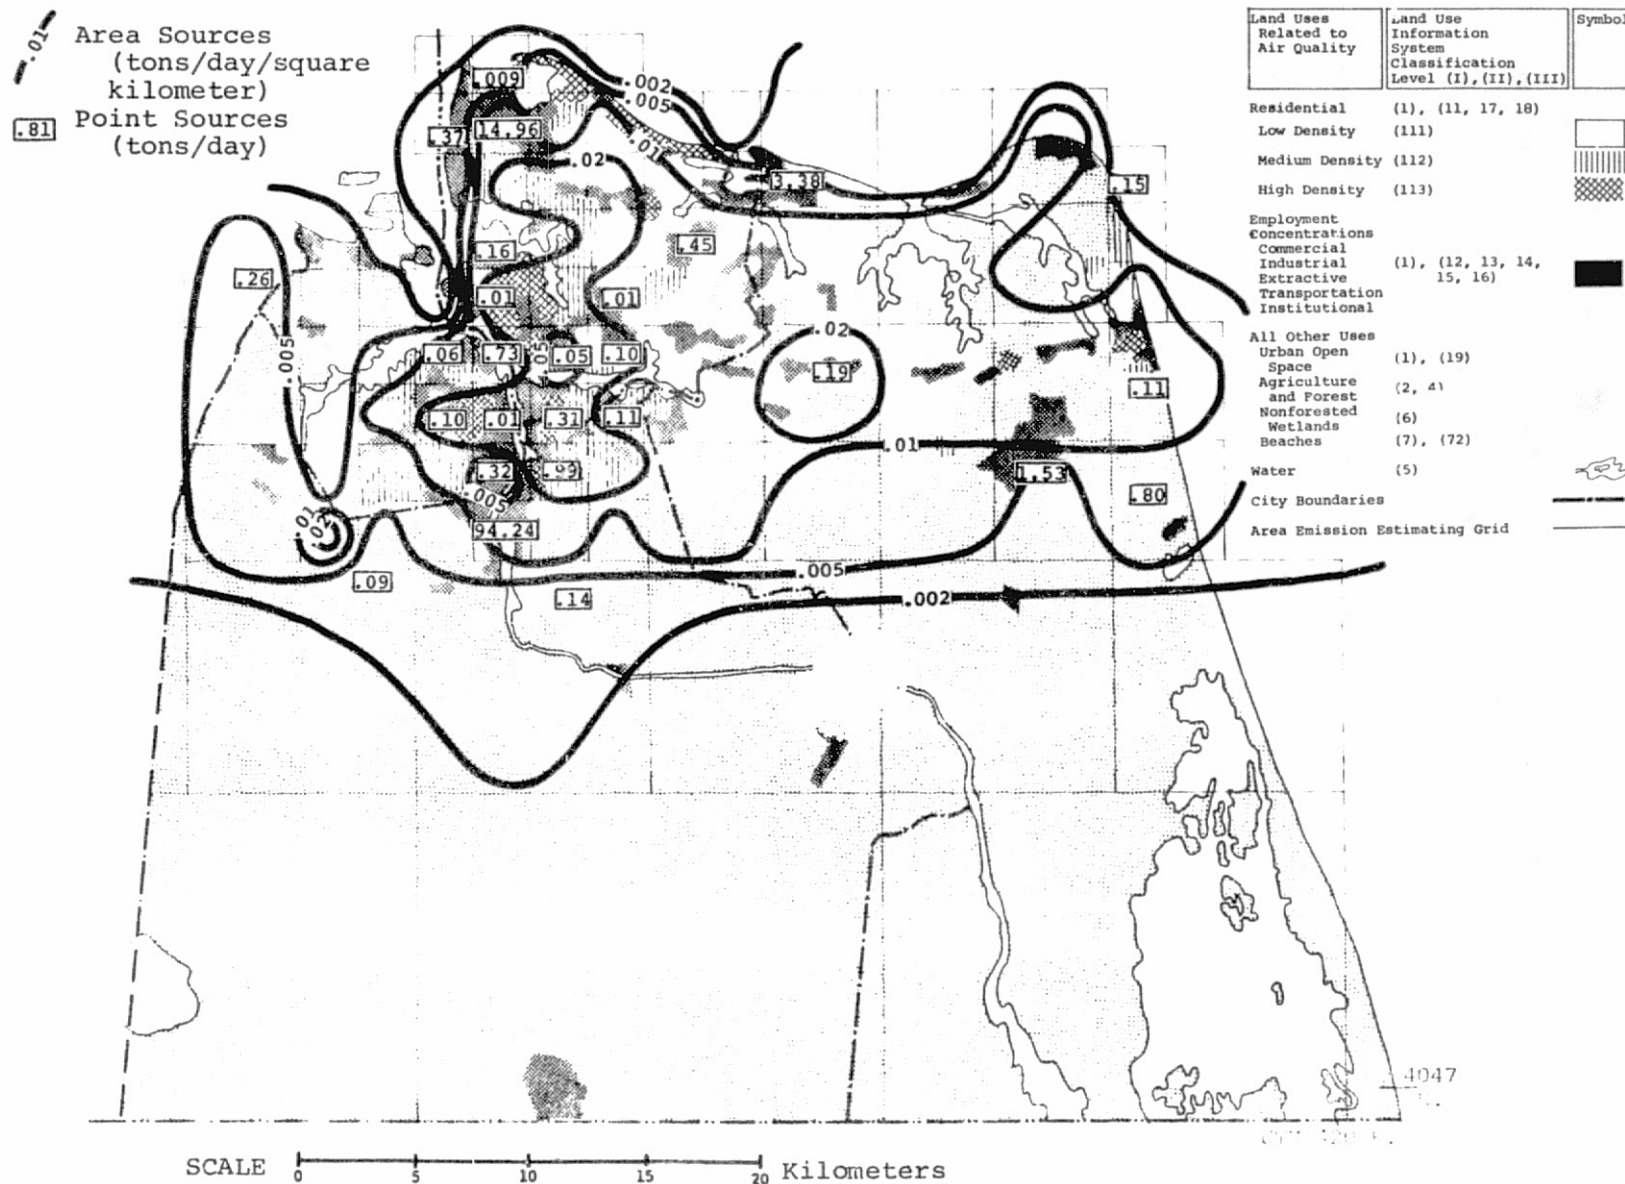 .01
Area Sources
(tons/day/square
kilometer)
.81
Point Sources
(tons/day)
Land Uses
Related to
Air Quality
Land Use
Information
System
Classification
Level (I),(II),(III)
Symbol
Residential (1), (11, 17, 18)
Low Density (111)
Medium Density (112)
High Density (113)
Employment
Concentrations
Commercial
Industrial (1), (12, 13, 14,
Extractive 15, 16)
Transportation
Institutional
All Other Uses
Urban Open (1), (19)
Space
Agriculture (2, 4)
and Forest
Nonforested (6)
Wetlands
Beaches (7), (72)
Water (5)
City Boundaries
Area Emission Estimating Grid
.009
.002
.005
.37
14.96
.01
.02
3.38
.15
.16
.45
.26
.01
.01
.005
.02
.06
.73
.05
.05
.10
.19
.11
.10
.01
.31
.11
.01
.32
.99
1.53
.005
.80
.01
.02
94.24
.09
.005
.14
.002
4047
SCALE
0 5 10 15 20
Kilometers